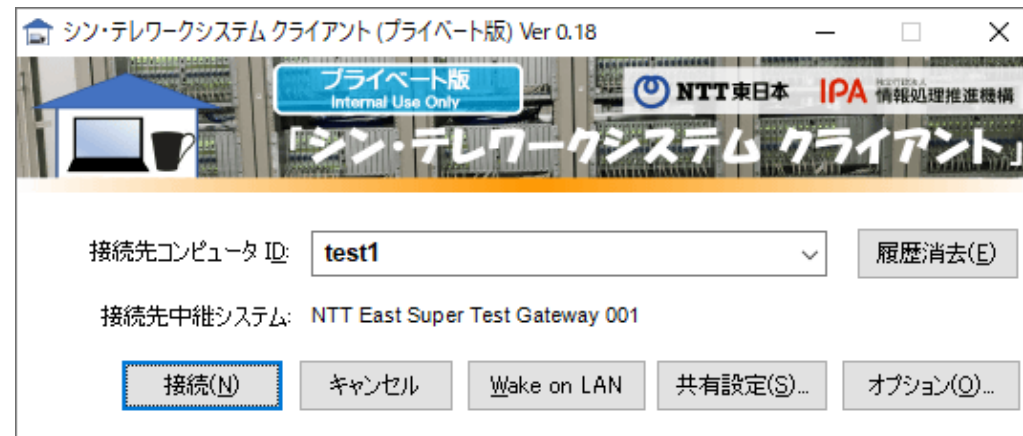 シン・テレワークシステム クライアント (プライベート版) Ver 0.18
プライベート版
Internal Use Only
NTT東日本 IPA 独立行政法人 情報処理推進機構
「シン・テレワークシステム クライアント」
接続先コンピュータ ID: test1 履歴消去(E)
接続先中継システム: NTT East Super Test Gateway 001
接続(N) キャンセル Wake on LAN 共有設定(S)... オプション(O)...